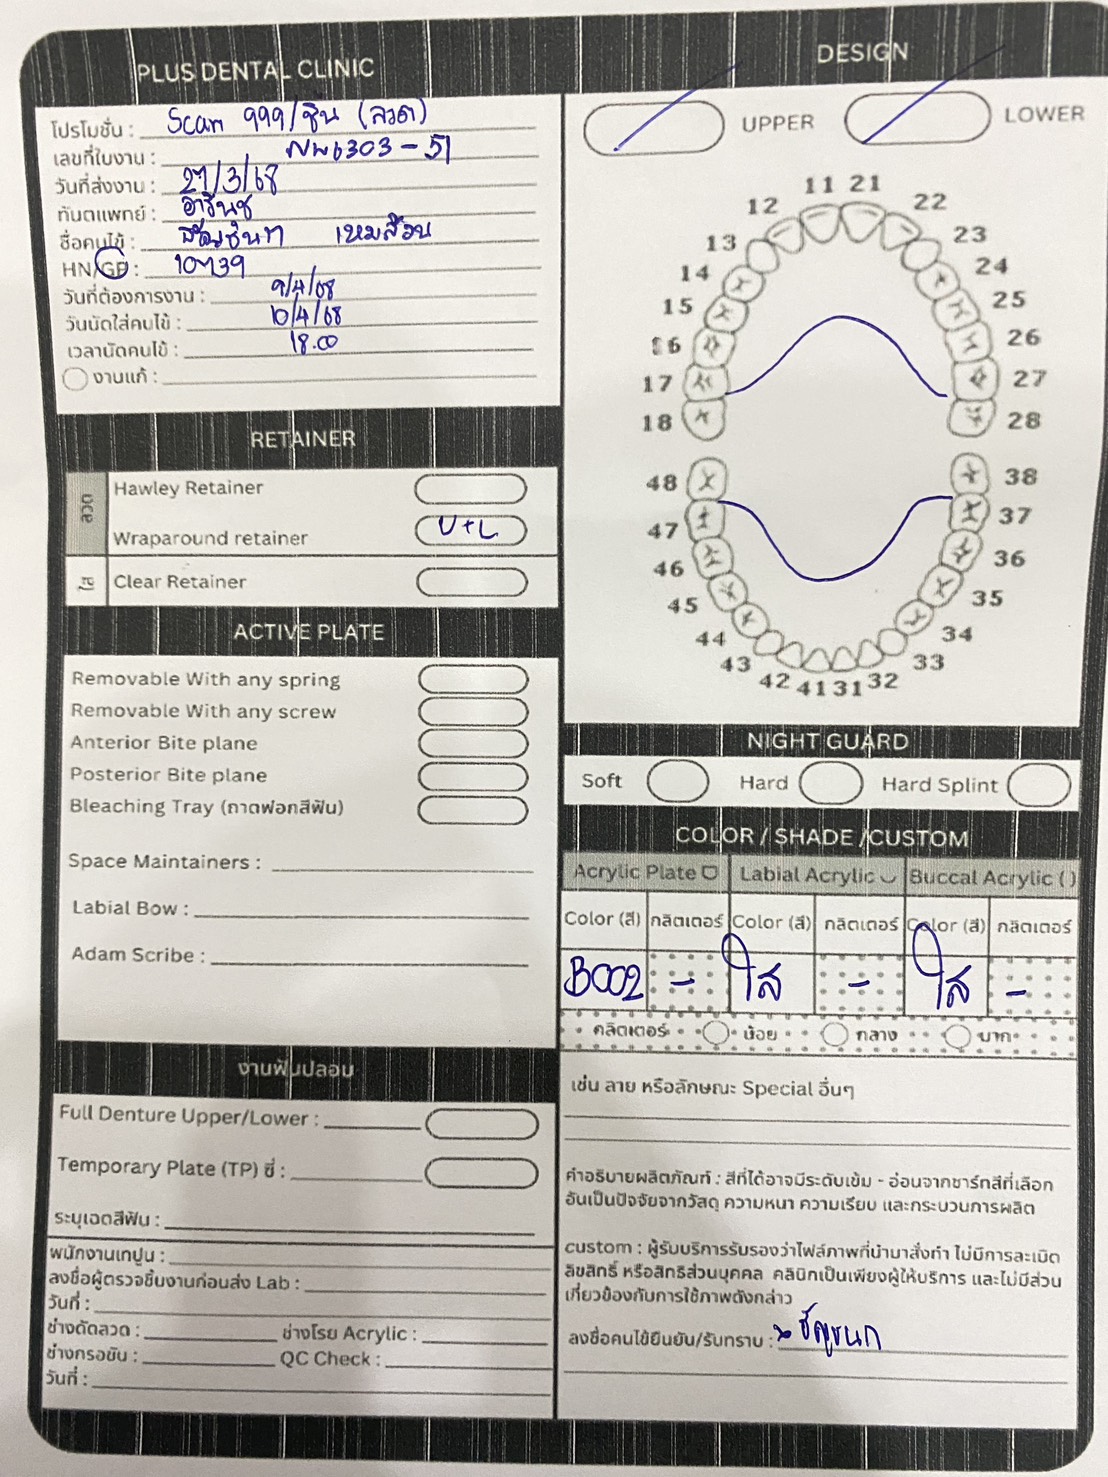 PLUS DENTAL CLINIC
โปรโมชั่น : Scan 999/ชิ้น (ลวด)
เลขที่ใบงาน : 6303-51
วันที่ส่งงาน : 27/3/68
ทันตแพทย์ :
ชื่อคนไข้ :
HN/GP : 10739
วันที่ต้องการงาน : 9/4/68
วันนัดใส่คนไข้ : 10/4/68
เวลานัดคนไข้ : 18.00
งานแก้ :
RETAINER
ลวด
Hawley Retainer
Wraparound retainer U+L
ใส
Clear Retainer
ACTIVE PLATE
Removable With any spring
Removable With any screw
Anterior Bite plane
Posterior Bite plane
Bleaching Tray (ถาดฟอกสีฟัน)
Space Maintainers :
Labial Bow :
Adam Scribe :
งานฟันปลอม
Full Denture Upper/Lower :
Temporary Plate (TP) ซี่ :
ระบุเฉดสีฟัน :
พนักงานเทปูน :
ลงชื่อผู้ตรวจชิ้นงานก่อนส่ง Lab :
วันที่ :
ช่างดัดลวด : ช่างโรย Acrylic :
ช่างกรอขัน : QC Check :
วันที่ :
DESIGN
UPPER LOWER
11 21
12 22
13 23
14 24
15 25
16 26
17 27
18 28
48 38
47 37
46 36
45 35
44 34
43 33
42 41 31 32
NIGHT GUARD
Soft Hard Hard Splint
COLOR / SHADE /CUSTOM
Acrylic Plate Labial Acrylic Buccal Acrylic ( )
Color (สี) กลิตเตอร์ Color (สี) กลิตเตอร์ Color (สี) กลิตเตอร์
B002 - ใส - ใส -
กลิตเตอร์ น้อย กลาง มาก
เช่น ลาย หรือลักษณะ Special อื่นๆ
คำอธิบายผลิตภัณฑ์ : สีที่ได้อาจมีระดับเข้ม - อ่อนจากชาร์ทสีที่เลือก
อันเป็นปัจจัยจากวัสดุ ความหนา ความเรียบ และกระบวนการผลิต
custom : ผู้รับบริการรับรองว่าไฟล์ภาพที่นำมาสั่งทำ ไม่มีการละเมิด
ลิขสิทธิ์ หรือสิทธิส่วนบุคคล คลินิกเป็นเพียงผู้ให้บริการ และไม่มีส่วน
เกี่ยวข้องกับการใช้ภาพดังกล่าว
ลงชื่อคนไข้ยืนยัน/รับทราบ :